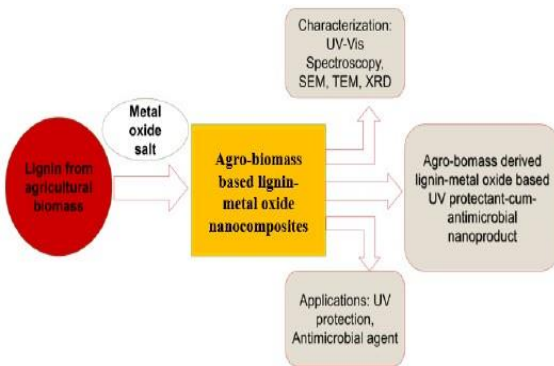 Lignin from
agricultural
biomass
Metal
oxide
salt
Agro-biomass
based lignin-
metal oxide
nanocomposites
Characterization:
UV-Vis
Spectroscopy,
SEM, TEM, XRD
Agro-bomass derived
lignin-metal oxide based
UV protectant-cum-
antimicrobial
nanoproduct
Applications: UV
protection,
Antimicrobial agent